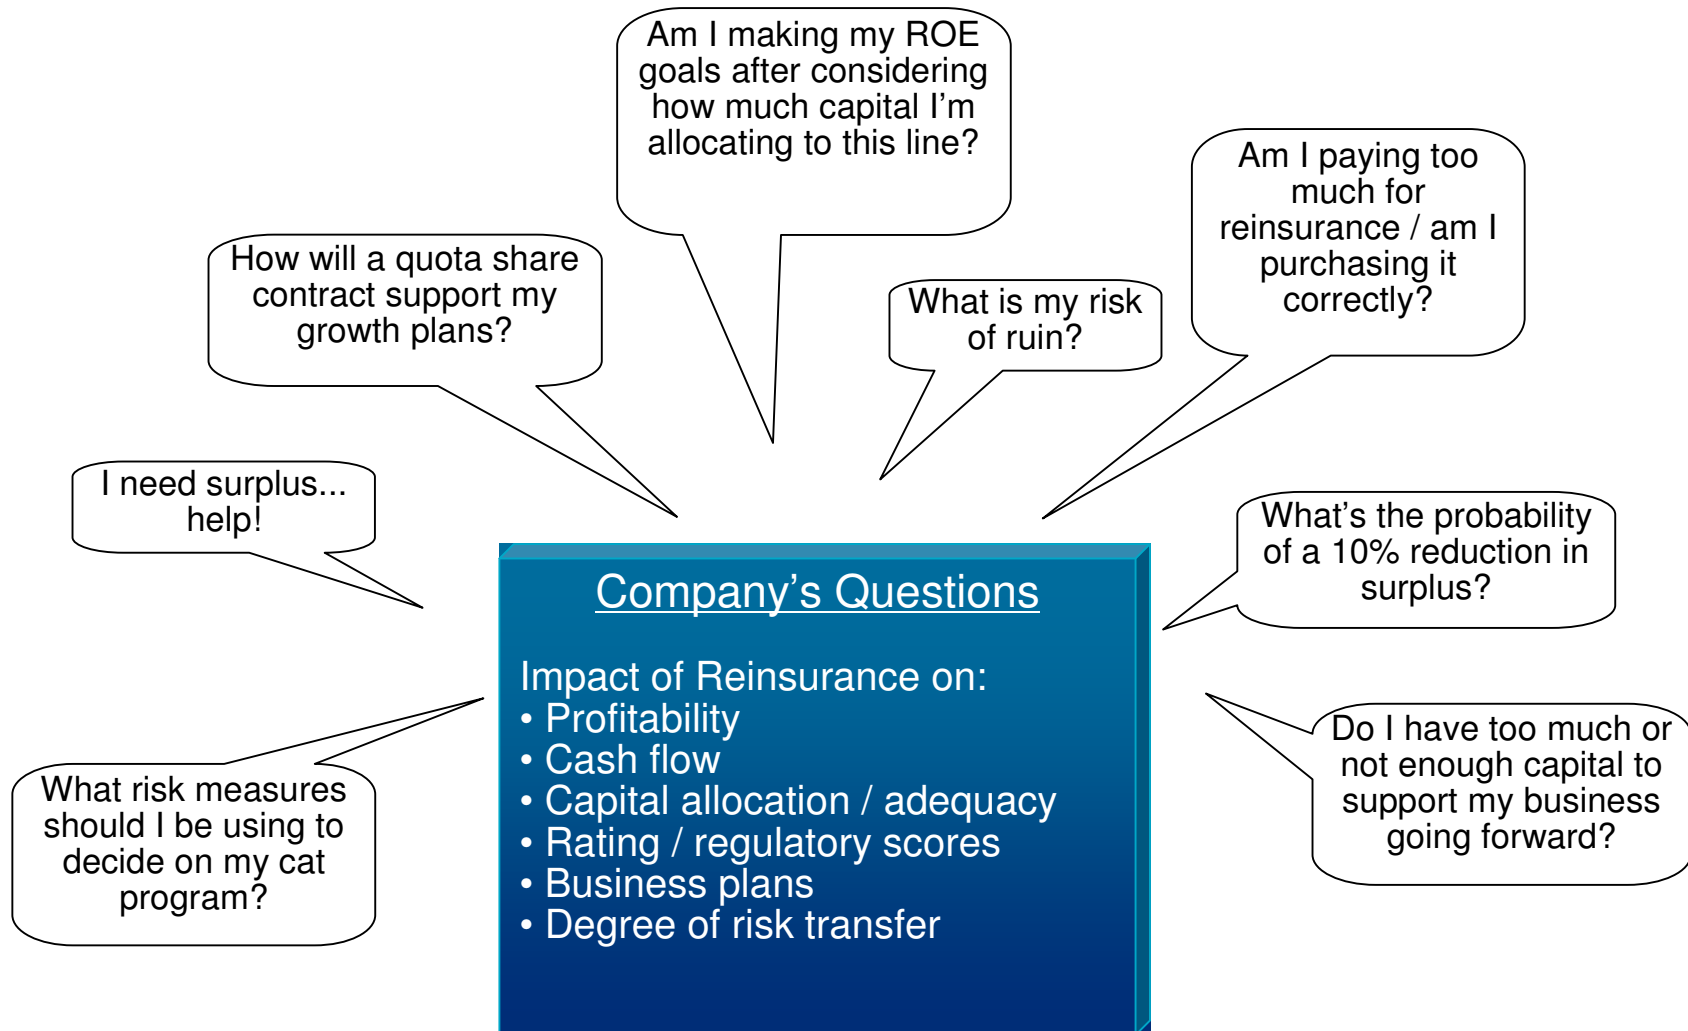 Am I making my ROE
goals after considering
how much capital I'm
allocating to this line?
Am I paying too
much for
reinsurance / am I
purchasing it
correctly?
How will a quota share
contract support my
growth plans?
What is my risk
of ruin?
I need surplus...
help!
What's the probability
of a 10% reduction in
surplus?
Company's Questions
Impact of Reinsurance on:
• Profitability
• Cash flow
• Capital allocation / adequacy
• Rating / regulatory scores
• Business plans
• Degree of risk transfer
What risk measures
should I be using to
decide on my cat
program?
Do I have too much or
not enough capital to
support my business
going forward?